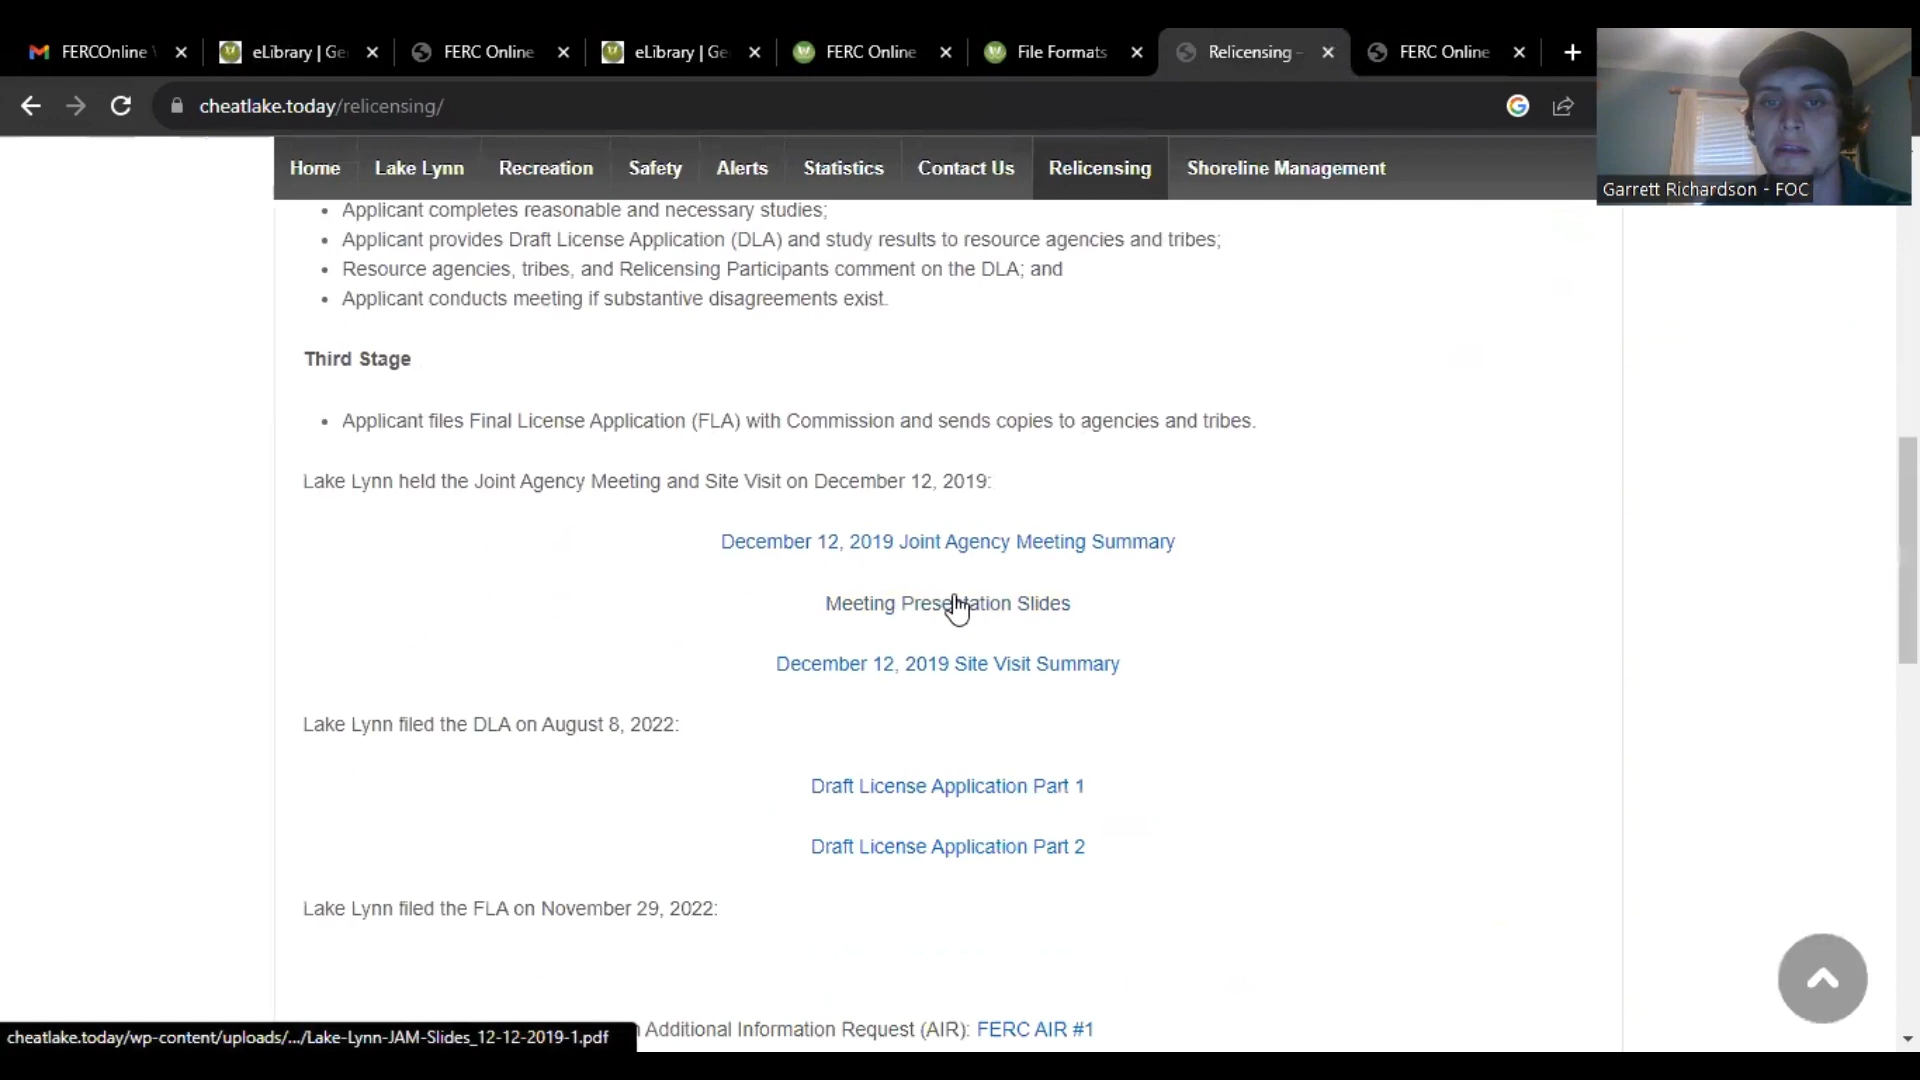 FERCOnline
eLibrary | Ge
FERC Online
eLibrary | Ge
FERC Online
File Formats
Relicensing -
FERC Online
cheatlake.today/relicensing/
Garrett Richardson - FOC
Home
Lake Lynn
Recreation
Safety
Alerts
Statistics
Contact Us
Relicensing
Shoreline Management
• Applicant completes reasonable and necessary studies;
• Applicant provides Draft License Application (DLA) and study results to resource agencies and tribes;
• Resource agencies, tribes, and Relicensing Participants comment on the DLA; and
• Applicant conducts meeting if substantive disagreements exist.
Third Stage
• Applicant files Final License Application (FLA) with Commission and sends copies to agencies and tribes.
Lake Lynn held the Joint Agency Meeting and Site Visit on December 12, 2019:
December 12, 2019 Joint Agency Meeting Summary
Meeting Presentation Slides
December 12, 2019 Site Visit Summary
Lake Lynn filed the DLA on August 8, 2022:
Draft License Application Part 1
Draft License Application Part 2
Lake Lynn filed the FLA on November 29, 2022:
n Additional Information Request (AIR): FERC AIR #1
cheatlake.today/wp-content/uploads/.../Lake-Lynn-JAM-Slides_12-12-2019-1.pdf